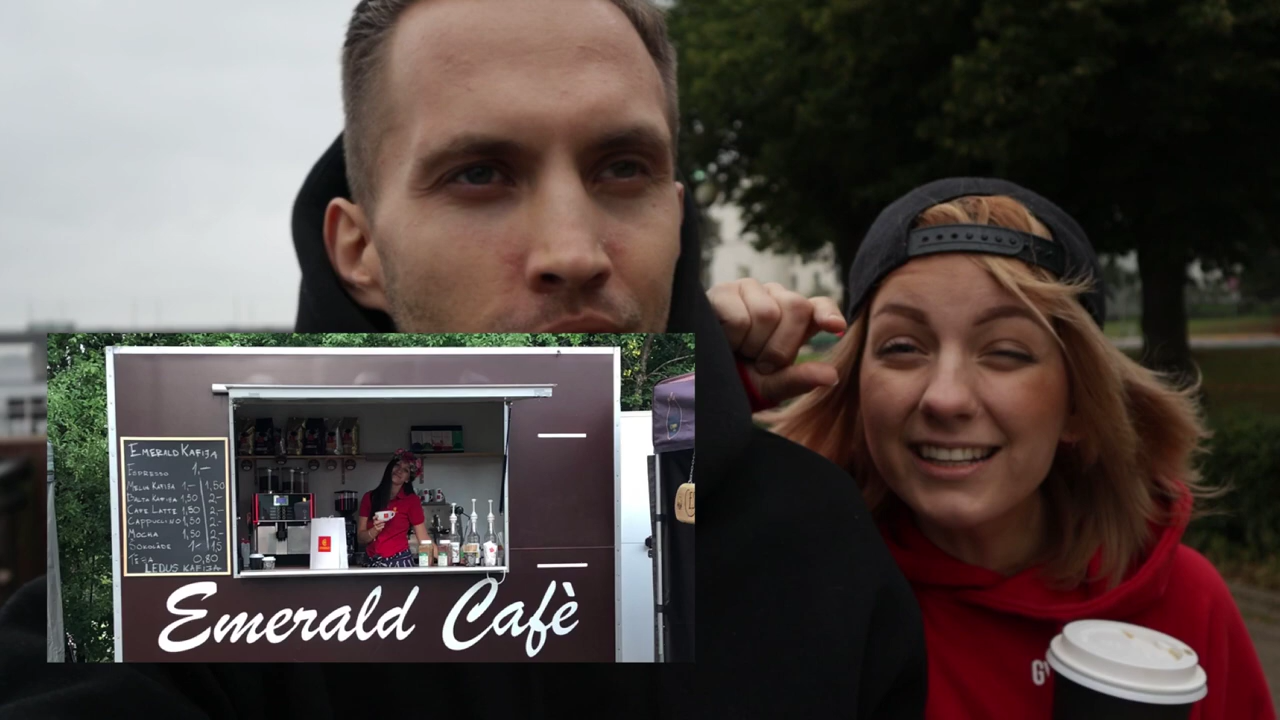 EMERALD KAFIJA
ESPRESSO 1,–
MELNA KAFIJA 1,– 1,50
BALTA KAFIJA 1,50 2,–
CAFE LATTE 1,50 2,–
CAPPUCCINO 1,50 2,–
MOCHA 1,50 2,–
ŠOKOLĀDE 1,– 1,5
TĒJA 0,80
LEDUS KAFIJA
Emerald Cafè
G